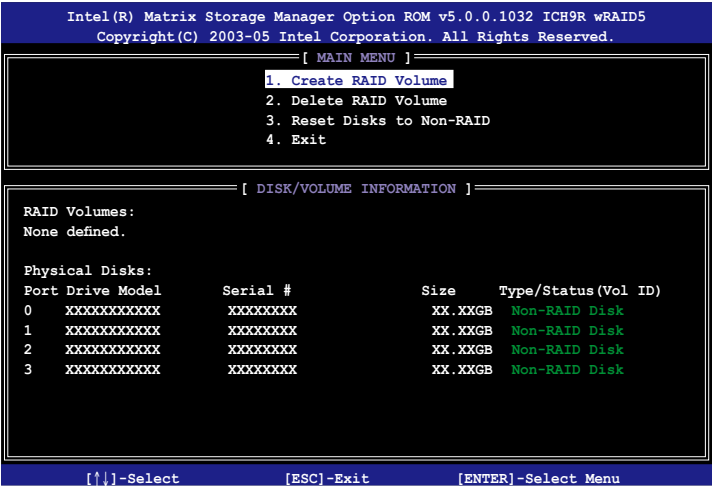 Intel(R) Matrix Storage Manager Option ROM v5.0.0.1032 ICH9R wRAID5
Copyright(C) 2003-05 Intel Corporation. All Rights Reserved.
[ MAIN MENU ]
1. Create RAID Volume
2. Delete RAID Volume
3. Reset Disks to Non-RAID
4. Exit
[ DISK/VOLUME INFORMATION ]
RAID Volumes:
None defined.
Physical Disks:
Port Drive Model Serial # Size Type/Status(Vol ID)
0 XXXXXXXXXXX XXXXXXXX XX.XXGB Non-RAID Disk
1 XXXXXXXXXXX XXXXXXXX XX.XXGB Non-RAID Disk
2 XXXXXXXXXXX XXXXXXXX XX.XXGB Non-RAID Disk
3 XXXXXXXXXXX XXXXXXXX XX.XXGB Non-RAID Disk
[↑↓]-Select [ESC]-Exit [ENTER]-Select Menu